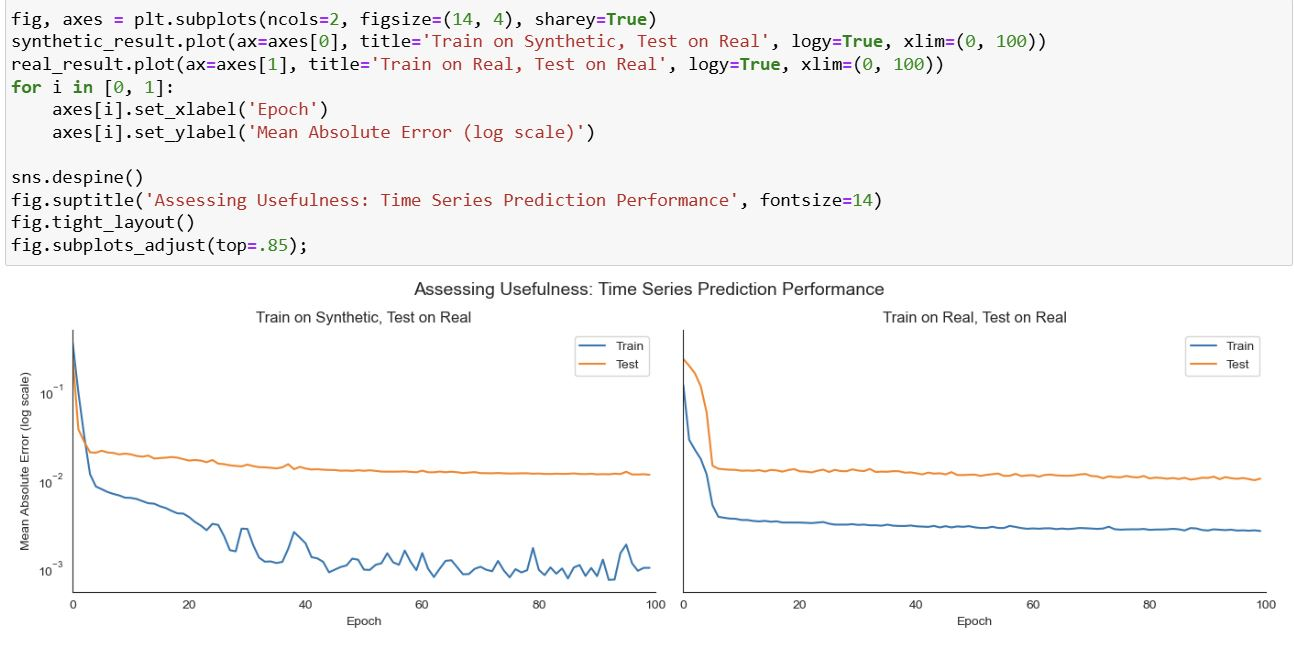 fig, axes = plt.subplots(ncols=2, figsize=(14, 4), sharey=True)
synthetic_result.plot(ax=axes[0], title='Train on Synthetic, Test on Real', logy=True, xlim=(0, 100))
real_result.plot(ax=axes[1], title='Train on Real, Test on Real', logy=True, xlim=(0, 100))
for i in [0, 1]:
    axes[i].set_xlabel('Epoch')
    axes[i].set_ylabel('Mean Absolute Error (log scale)')
sns.despine()
fig.suptitle('Assessing Usefulness: Time Series Prediction Performance', fontsize=14)
fig.tight_layout()
fig.subplots_adjust(top=.85);
Assessing Usefulness: Time Series Prediction Performance
Train on Synthetic, Test on Real
Train
Test
Mean Absolute Error (log scale)
10⁻¹
10⁻²
10⁻³
0 20 40 60 80 100
Epoch
Train on Real, Test on Real
Train
Test
0 20 40 60 80 100
Epoch